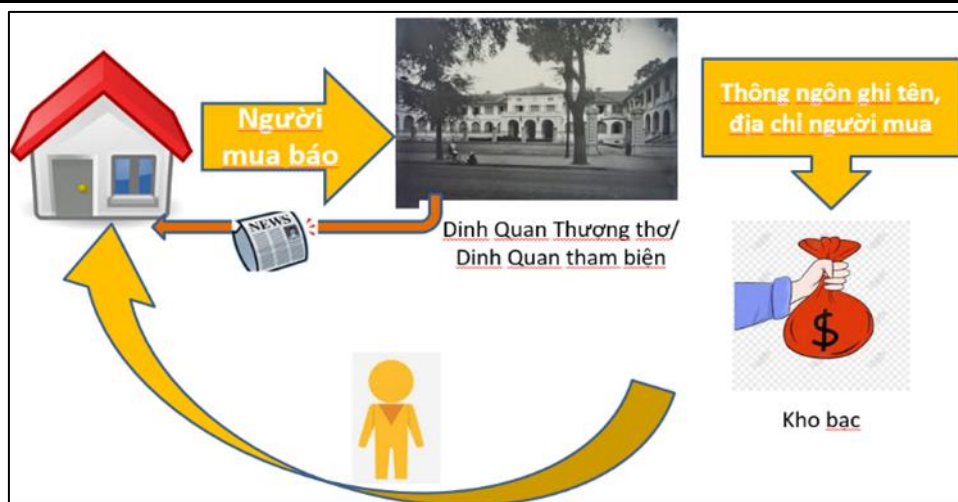 Người
mua báo
NEWS
Dinh Quan Thượng thơ/
Dinh Quan tham biện
Thông ngôn ghi tên,
địa chỉ người mua
$
Kho bạc